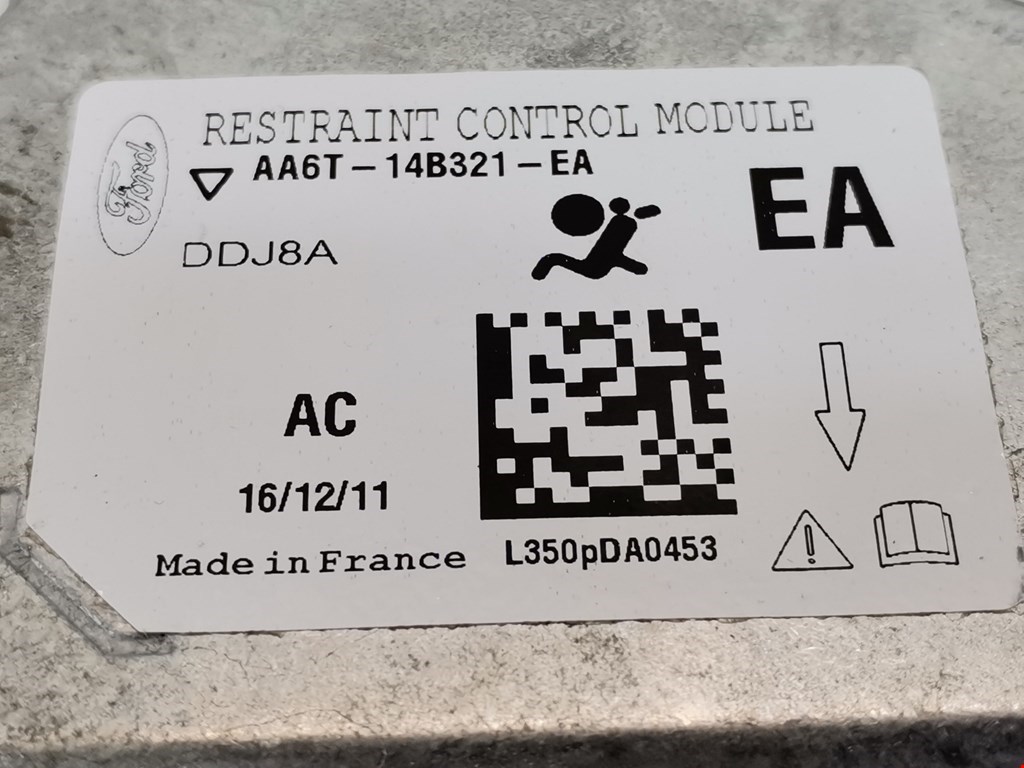 Ford
RESTRAINT CONTROL MODULE
AA6T-14B321-EA
EA
DDJ8A
AC
16/12/11
Made in France
L350pDA0453